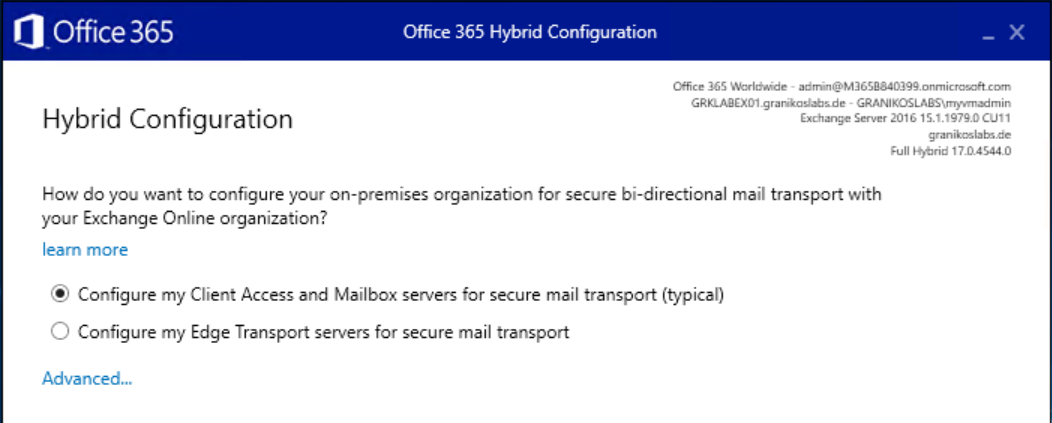 Office 365
Office 365 Hybrid Configuration
Office 365 Worldwide - admin@M365B840399.onmicrosoft.com
GRKLABEX01.granikoslabs.de - GRANIKOSLABS\myvmadmin
Exchange Server 2016 15.1.1979.0 CU11
granikoslabs.de
Full Hybrid 17.0.4544.0
Hybrid Configuration
How do you want to configure your on-premises organization for secure bi-directional mail transport with
your Exchange Online organization?
learn more
Configure my Client Access and Mailbox servers for secure mail transport (typical)
Configure my Edge Transport servers for secure mail transport
Advanced...